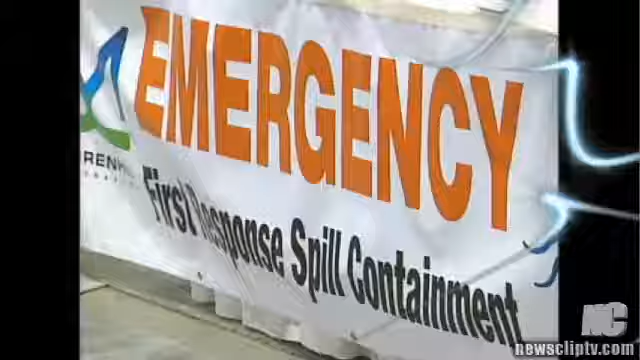 EMERGENCY
First Response Spill Containment
NC
newscliptv.com